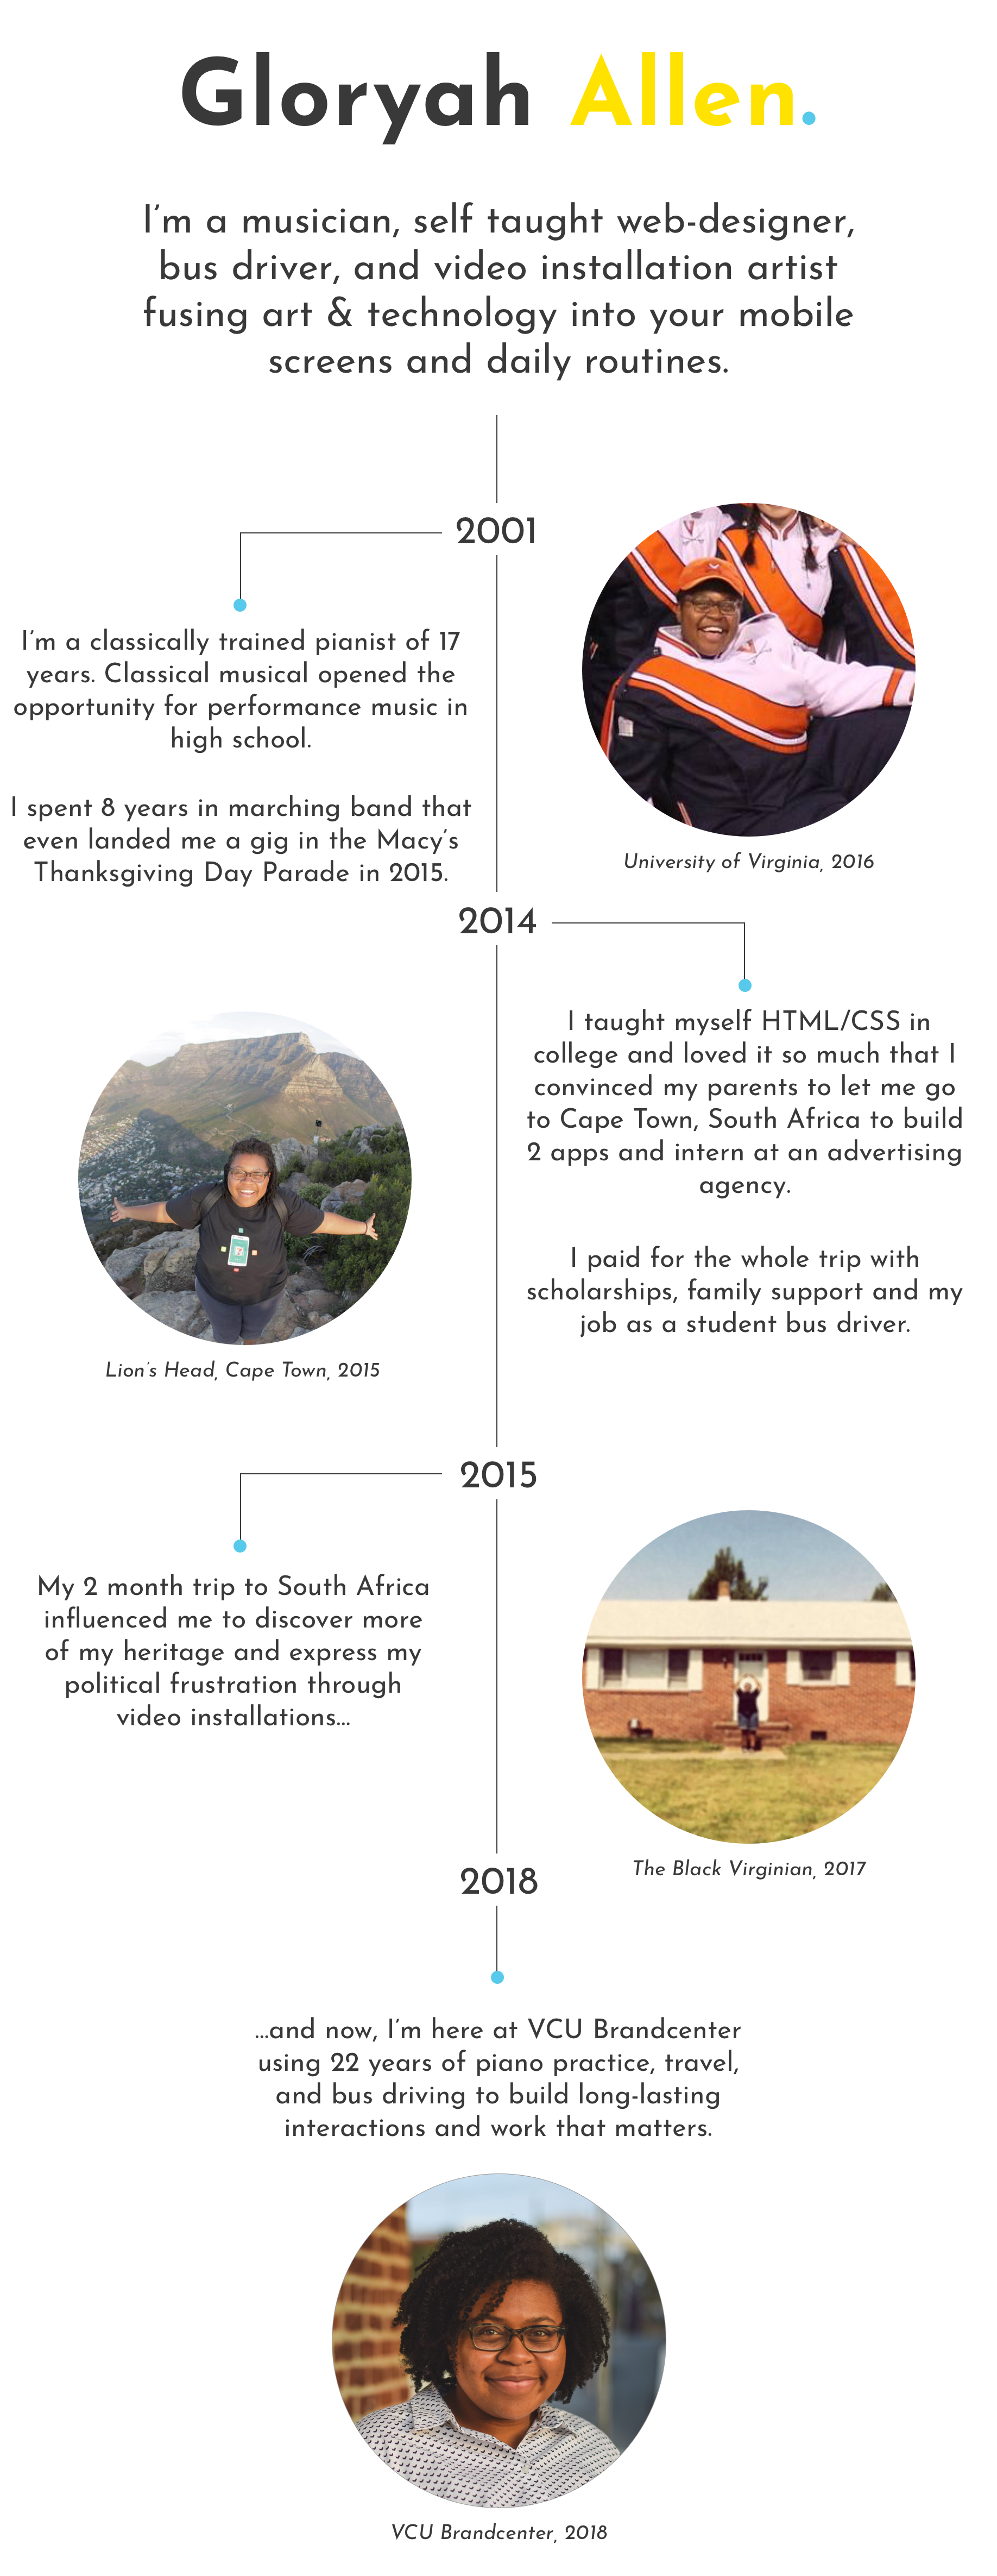 Gloryah Allen.
I'm a musician, self taught web-designer,
bus driver, and video installation artist
fusing art & technology into your mobile
screens and daily routines.
2001
I'm a classically trained pianist of 17
years. Classical musical opened the
opportunity for performance music in
high school.
I spent 8 years in marching band that
even landed me a gig in the Macy's
Thanksgiving Day Parade in 2015.
University of Virginia, 2016
2014
I taught myself HTML/CSS in
college and loved it so much that I
convinced my parents to let me go
to Cape Town, South Africa to build
2 apps and intern at an advertising
agency.
I paid for the whole trip with
scholarships, family support and my
job as a student bus driver.
Lion's Head, Cape Town, 2015
2015
My 2 month trip to South Africa
influenced me to discover more
of my heritage and express my
political frustration through
video installations...
The Black Virginian, 2017
2018
...and now, I'm here at VCU Brandcenter
using 22 years of piano practice, travel,
and bus driving to build long-lasting
interactions and work that matters.
VCU Brandcenter, 2018